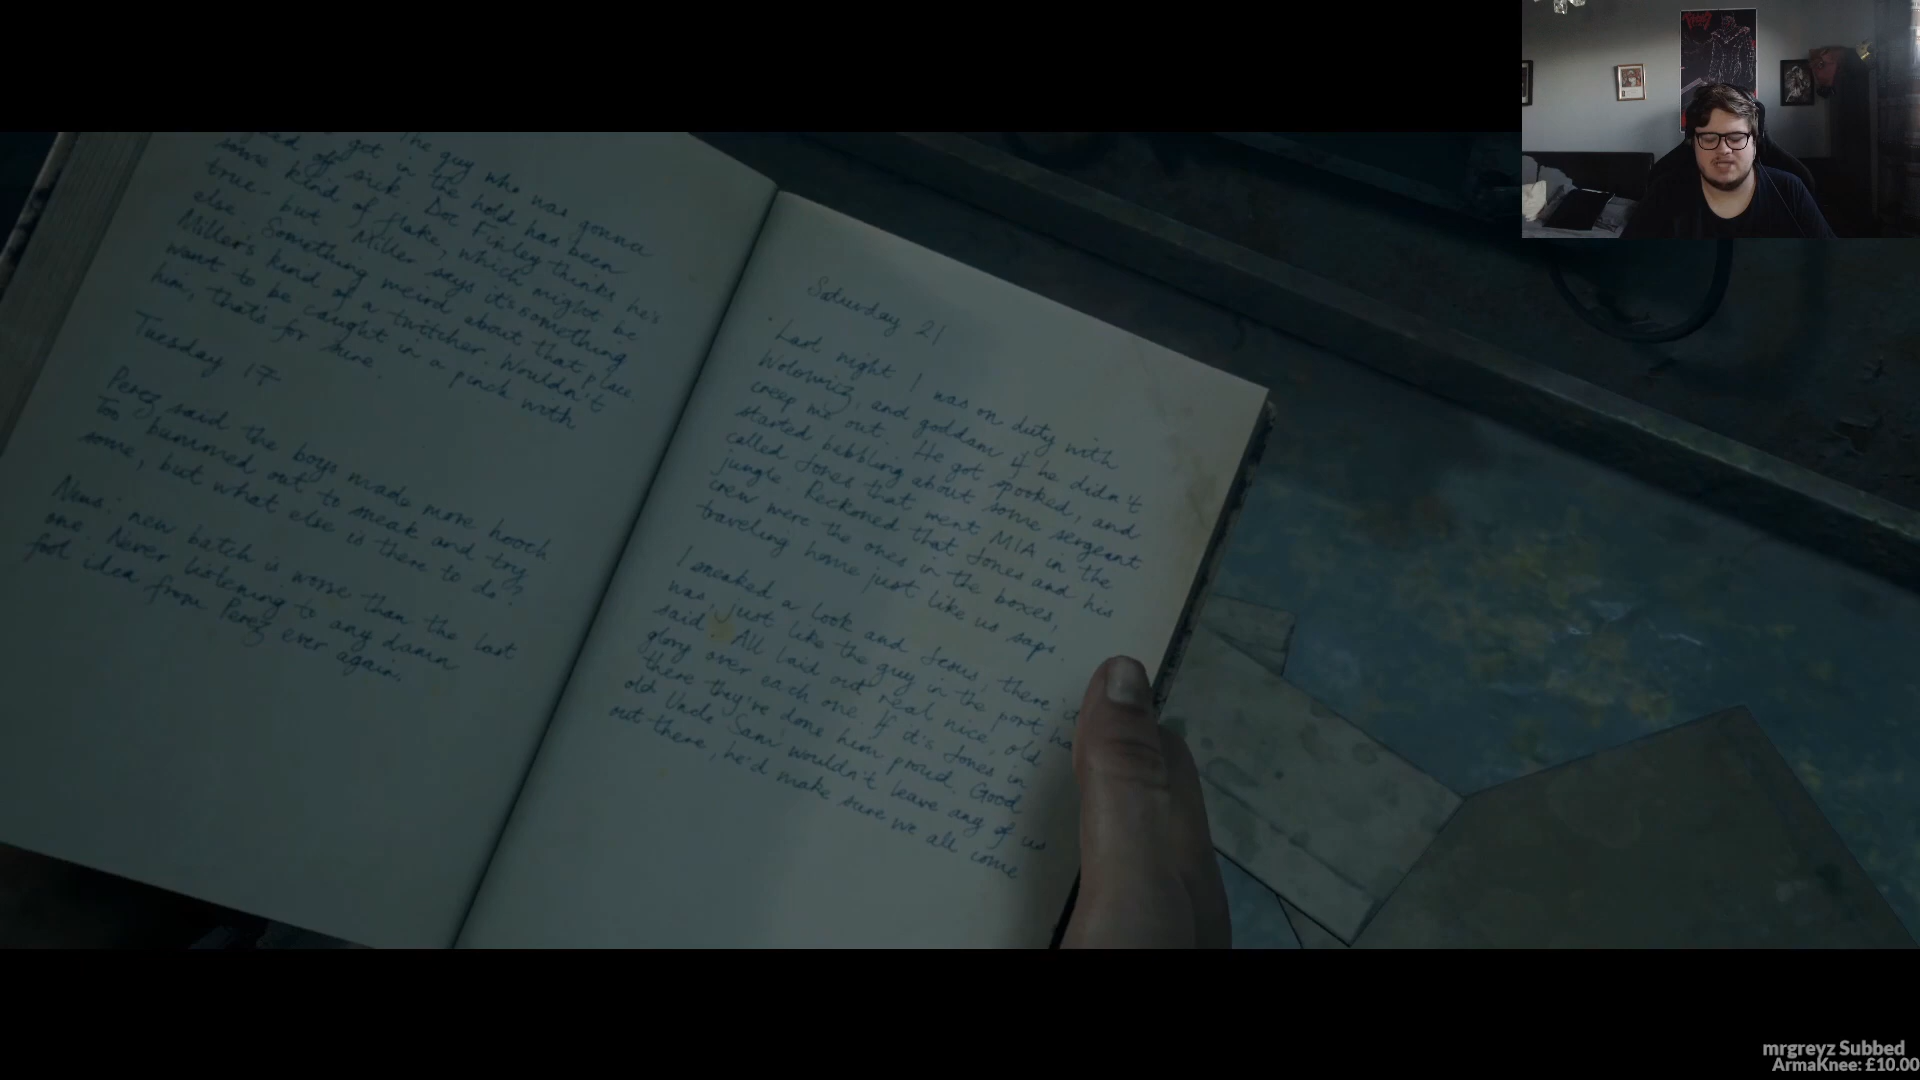 The guy who was gonna
get in the hold has been
off sick. Doc Finley thinks he's
some kind of flake, which might be
true - but Miller says it's something
else. Something weird about that place.
Miller's kind of a twitcher. Wouldn't
want to be caught in a pinch with
him, that's for sure.
Tuesday 17
Perez said the boys made more hooch
Too bummed out to sneak and try
some, but what else is there to do?
News: new batch is worse than the last
one. Never listening to any damn
fool idea from Perez ever again.
Saturday 21
Last night I was on duty with
Wolowicz, and goddamn if he didn't
creep me out. He got spooked, and
started babbling about some sergeant
called Jones that went MIA in the
jungle. Reckoned that Jones and his
crew were the ones in the boxes,
traveling home just like us saps.
I sneaked a look and Jesus, there it
was, just like the guy in the port had
said. All laid out real nice, old
glory over each one. If it's Jones in
there they've done him proud. Good
old Uncle Sam wouldn't leave any of us
out there, he'd make sure we all come
mrgreyz Subbed
ArmaKnee: £10.00